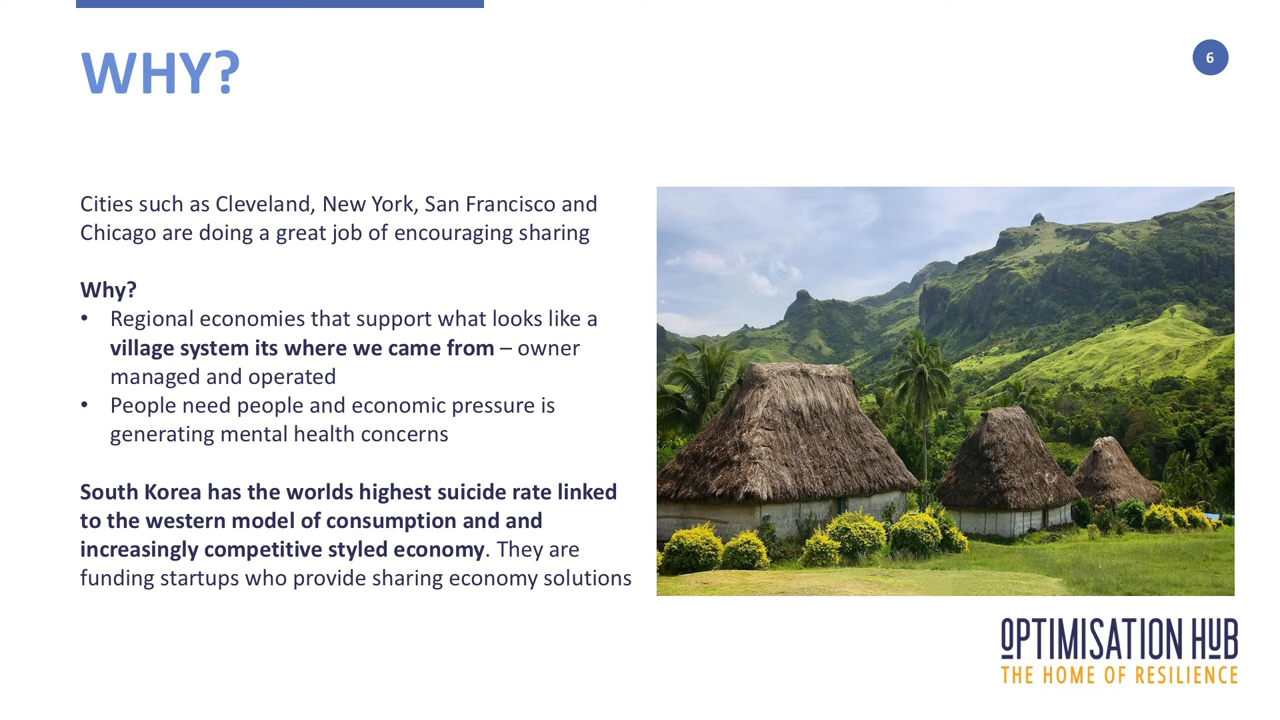 WHY?
6
Cities such as Cleveland, New York, San Francisco and
Chicago are doing a great job of encouraging sharing
Why?
• Regional economies that support what looks like a
village system its where we came from – owner
managed and operated
• People need people and economic pressure is
generating mental health concerns
South Korea has the worlds highest suicide rate linked
to the western model of consumption and and
increasingly competitive styled economy. They are
funding startups who provide sharing economy solutions
OPTIMISATION HUB
THE HOME OF RESILIENCE